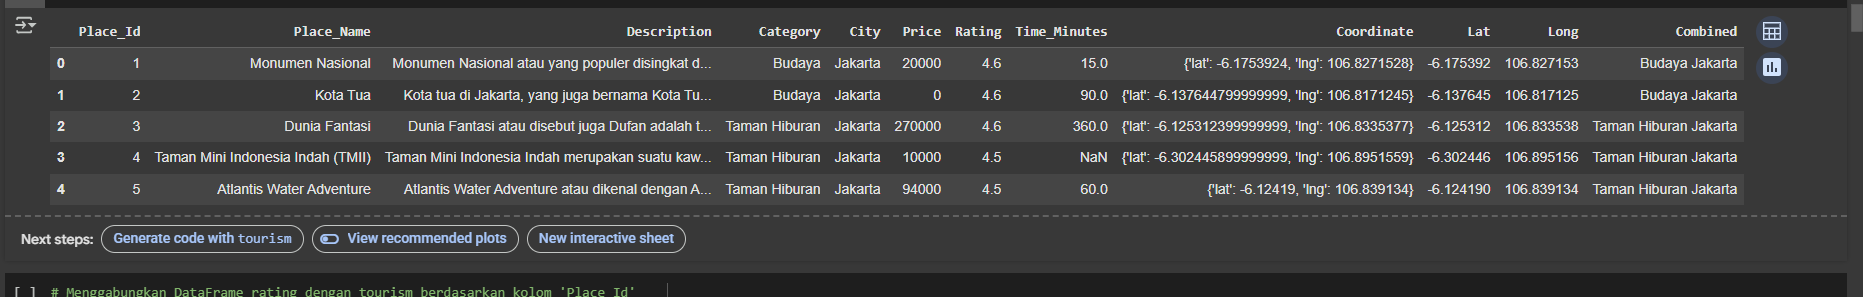 Place_Id Place_Name Description Category City Price Rating Time_Minutes Coordinate Lat Long Combined
0 1 Monumen Nasional Monumen Nasional atau yang populer disingkat d... Budaya Jakarta 20000 4.6 15.0 {'lat': -6.1753924, 'lng': 106.8271528} -6.175392 106.827153 Budaya Jakarta
1 2 Kota Tua Kota tua di Jakarta, yang juga bernama Kota Tu... Budaya Jakarta 0 4.6 90.0 {'lat': -6.137644799999999, 'lng': 106.8171245} -6.137645 106.817125 Budaya Jakarta
2 3 Dunia Fantasi Dunia Fantasi atau disebut juga Dufan adalah t... Taman Hiburan Jakarta 270000 4.6 360.0 {'lat': -6.125312399999999, 'lng': 106.8335377} -6.125312 106.833538 Taman Hiburan Jakarta
3 4 Taman Mini Indonesia Indah (TMII) Taman Mini Indonesia Indah merupakan suatu kaw... Taman Hiburan Jakarta 10000 4.5 NaN {'lat': -6.302445899999999, 'lng': 106.8951559} -6.302446 106.895156 Taman Hiburan Jakarta
4 5 Atlantis Water Adventure Atlantis Water Adventure atau dikenal dengan A... Taman Hiburan Jakarta 94000 4.5 60.0 {'lat': -6.12419, 'lng': 106.839134} -6.124190 106.839134 Taman Hiburan Jakarta
Next steps: Generate code with tourism View recommended plots New interactive sheet
[ ] # Menggabungkan DataFrame rating dengan tourism berdasarkan kolom 'Place_Id'